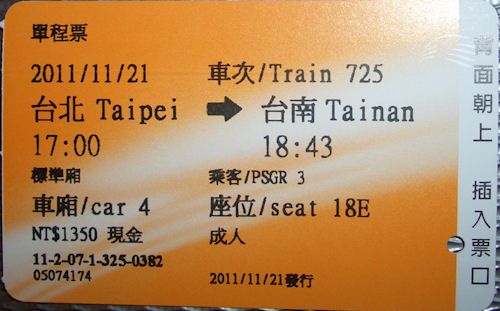 單程票
2011/11/21 車次/Train 725
台北 Taipei → 台南 Tainan
17:00 18:43
標準廂 乘客/PSGR 3
車廂/car 4 座位/seat 18E
NT$1350 現金 成人
11-2-07-1-325-0382
05074174 2011/11/21發行
背面朝上 插入票口